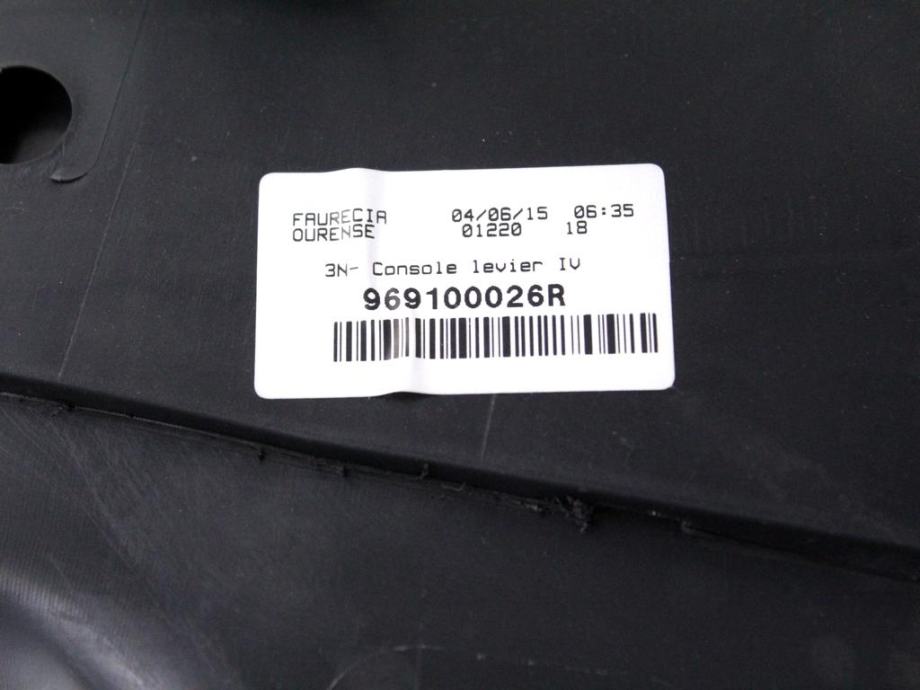 FAURECIA 04/06/15 06:35
OURENSE 01220 18
3N- Console levier IV
969100026R